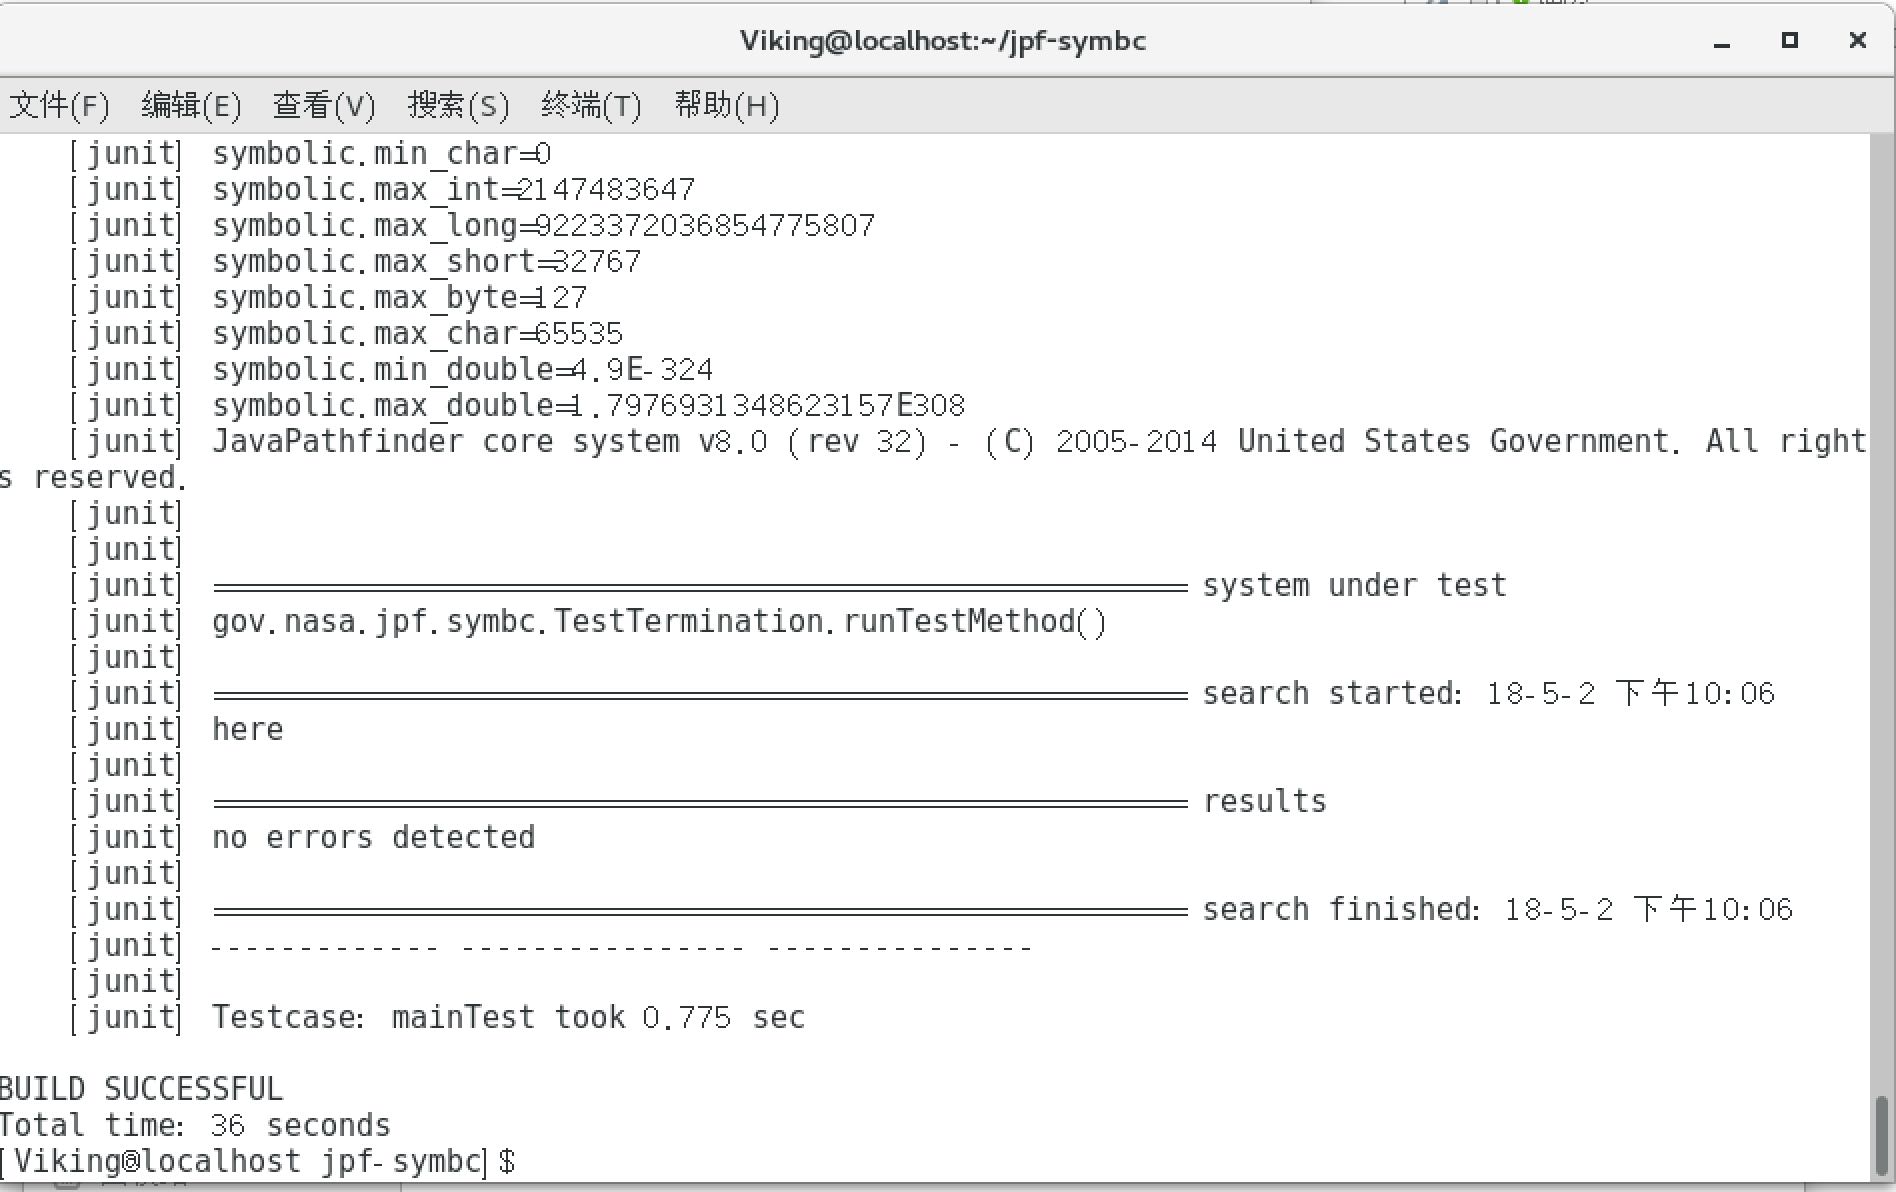 Viking@localhost:~/jpf-symbc
文件(F) 编辑(E) 查看(V) 搜索(S) 终端(T) 帮助(H)
[junit] symbolic.min_char=0
[junit] symbolic.max_int=2147483647
[junit] symbolic.max_long=9223372036854775807
[junit] symbolic.max_short=32767
[junit] symbolic.max_byte=127
[junit] symbolic.max_char=65535
[junit] symbolic.min_double=4.9E-324
[junit] symbolic.max_double=1.7976931348623157E308
[junit] JavaPathfinder core system v8.0 (rev 32) - (C) 2005-2014 United States Government. All right
s reserved.
[junit]
[junit]
[junit] ====================================================== system under test
[junit] gov.nasa.jpf.symbc.TestTermination.runTestMethod()
[junit]
[junit] ====================================================== search started: 18-5-2 下午10:06
[junit] here
[junit]
[junit] ====================================================== results
[junit] no errors detected
[junit]
[junit] ====================================================== search finished: 18-5-2 下午10:06
[junit] ------------- ---------------- ---------------
[junit]
[junit] Testcase: mainTest took 0.775 sec
BUILD SUCCESSFUL
Total time: 36 seconds
[Viking@localhost jpf-symbc]$